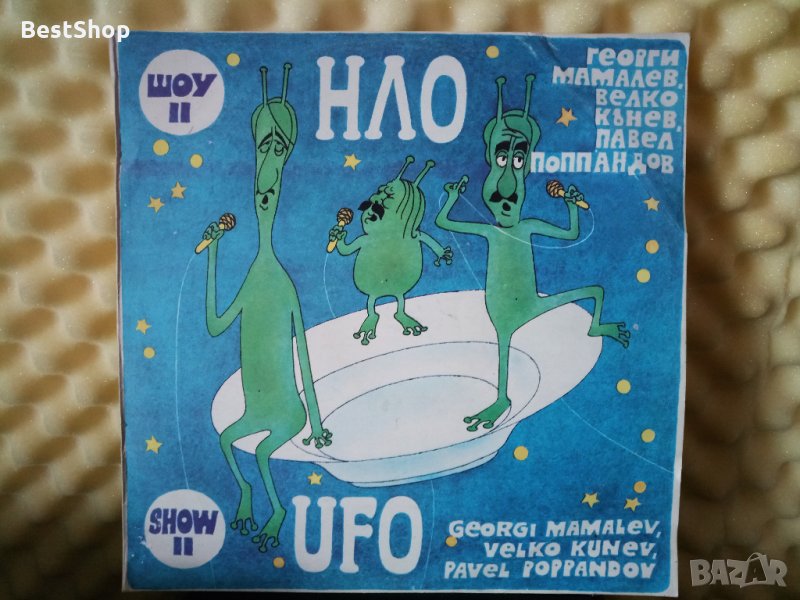 BestShop
ШОУ
II
НЛО
ГЕОРГИ
МАМАЛЕВ,
ВЕЛКО
КЪНЕВ,
ПАВЕЛ
ПОППАНДОВ
SHOW
II
UFO
GEORGI MAMALEV,
VELKO KUNEV,
PAVEL POPPANDOV
BAZAR